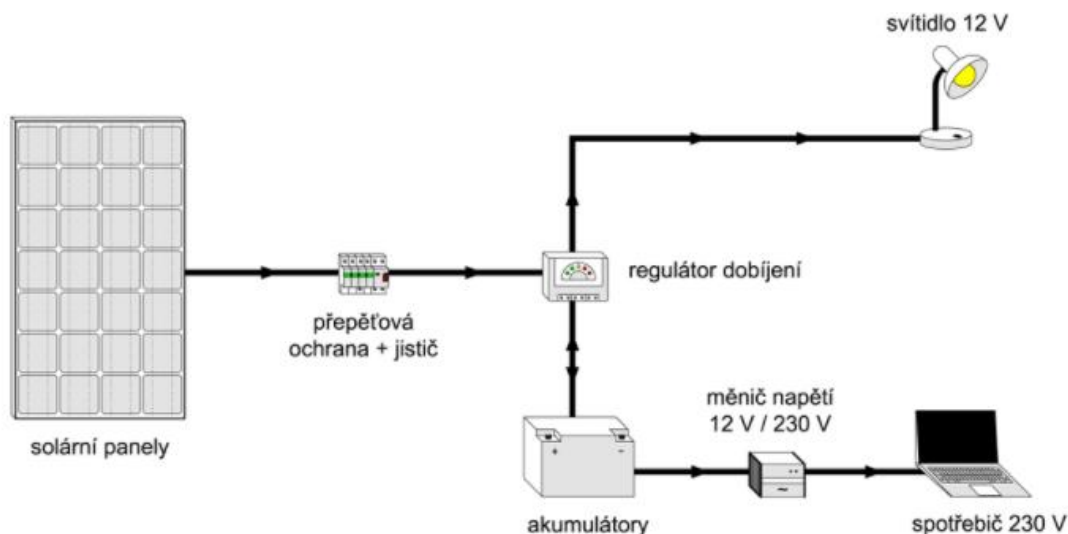 svítidlo 12 V
regulátor dobíjení
přepěťová
ochrana + jistič
solární panely
měnič napětí
12 V / 230 V
akumulátory
spotřebič 230 V